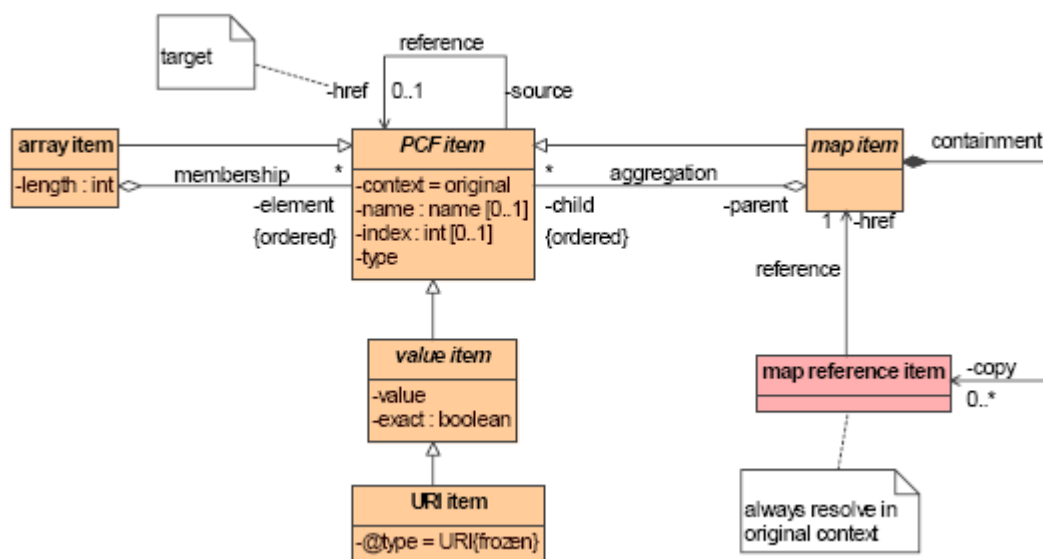 target
reference
-href
0..1
-source
array item
-length : int
membership
*
-element
{ordered}
PCF item
-context = original
-name : name [0..1]
-index : int [0..1]
-type
*
aggregation
-child
{ordered}
-parent
map item
containment
1
-href
reference
value item
-value
-exact : boolean
map reference item
-copy
0..*
URI item
-@type = URI{frozen}
always resolve in
original context